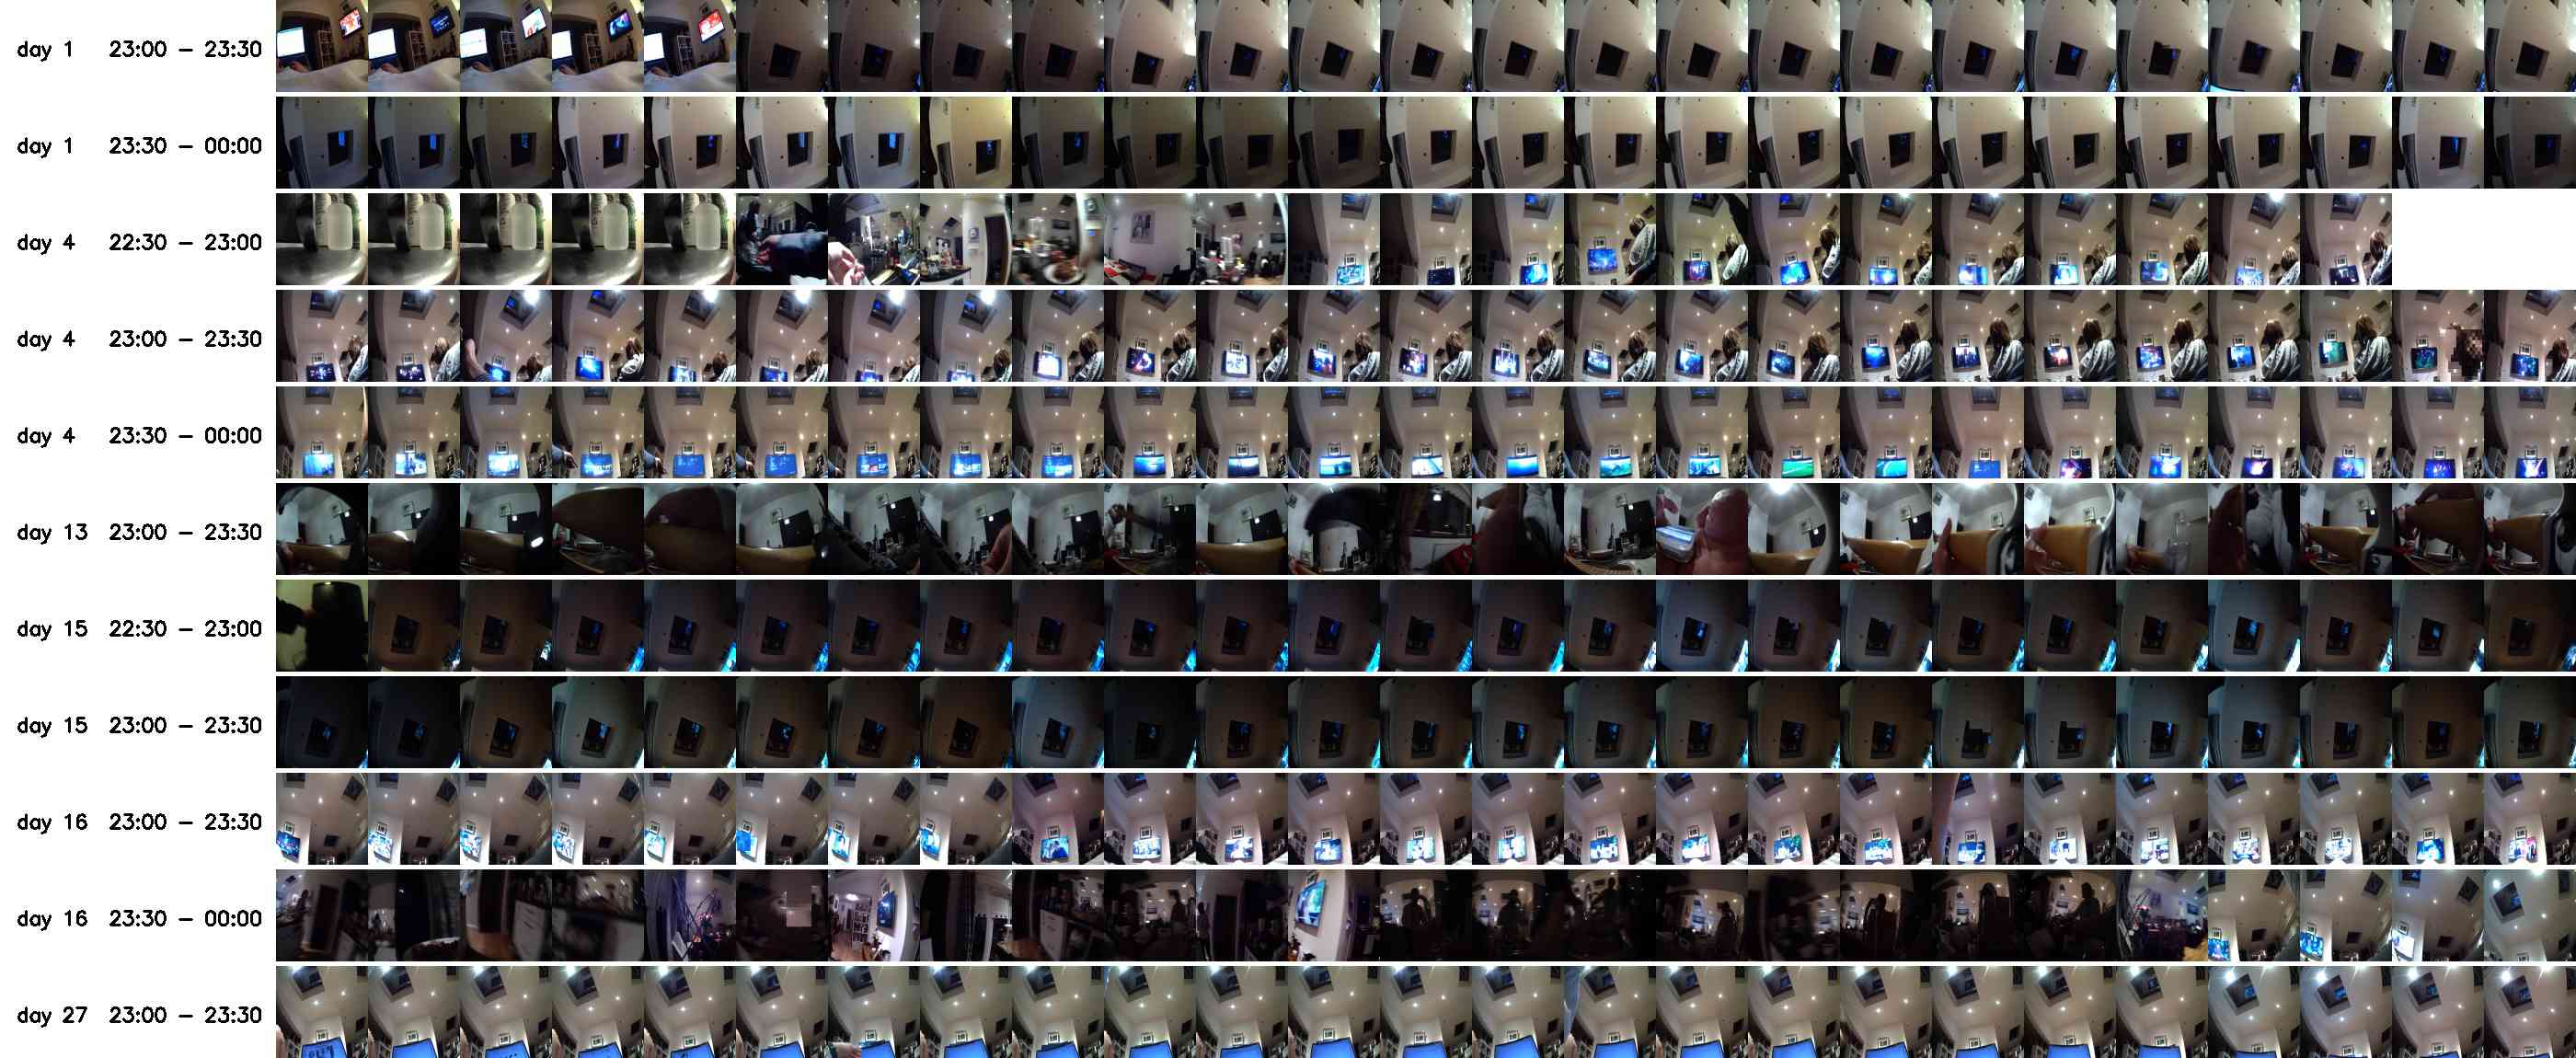 day 1 23:00 – 23:30
day 1 23:30 – 00:00
day 4 22:30 – 23:00
day 4 23:00 – 23:30
day 4 23:30 – 00:00
day 13 23:00 – 23:30
day 15 22:30 – 23:00
day 15 23:00 – 23:30
day 16 23:00 – 23:30
day 16 23:30 – 00:00
day 27 23:00 – 23:30